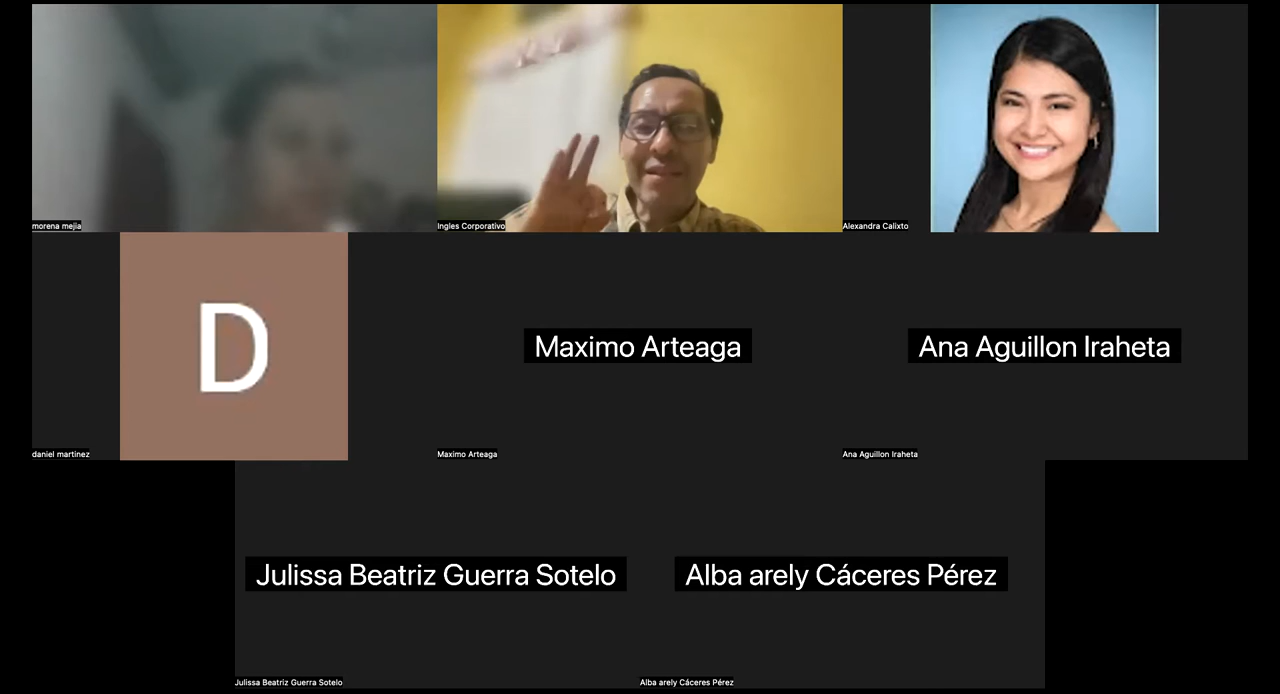 morena mejia
Ingles Corporativo
Alexandra Calixto
D
daniel martinez
Maximo Arteaga
Maximo Arteaga
Ana Aguillon Iraheta
Ana Aguillon Iraheta
Julissa Beatriz Guerra Sotelo
Julissa Beatriz Guerra Sotelo
Alba arely Cáceres Pérez
Alba arely Cáceres Pérez